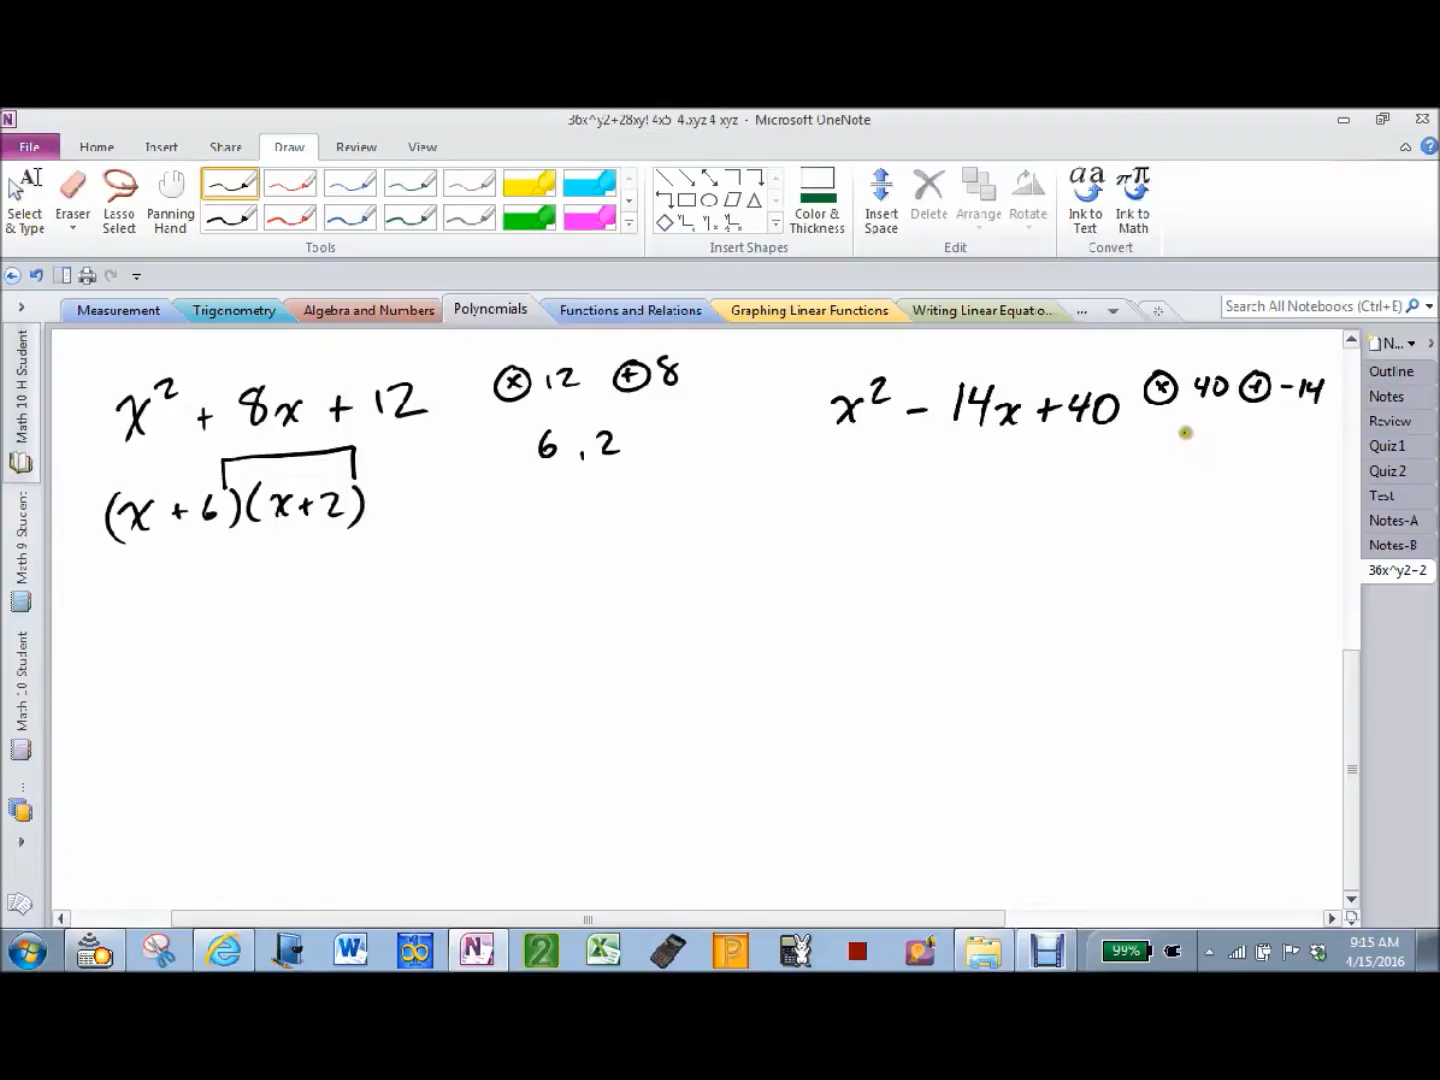 36x^y2+28xy! 4x5 4.xyz 4 xyz - Microsoft OneNote
File Home Insert Share Draw Review View
Select & Type
Eraser
Lasso Select
Panning Hand
Color & Thickness
Insert Space
Delete
Arrange
Rotate
Ink to Text
Ink to Math
Tools
Insert Shapes
Edit
Convert
Measurement Trigonometry Algebra and Numbers Polynomials Functions and Relations Graphing Linear Functions Writing Linear Equatio... ...
Search All Notebooks (Ctrl+E)
Math 10 H Student
Math 9 Student
Math 10 Student
x² + 8x + 12 ⊗ 12 ⊕ 8
6 , 2
(x + 6)(x + 2)
x² - 14x + 40 ⊗ 40 ⊕ -14
N...
Outline
Notes
Review
Quiz 1
Quiz 2
Test
Notes-A
Notes-B
36x^y2-2
99%
9:15 AM
4/15/2016